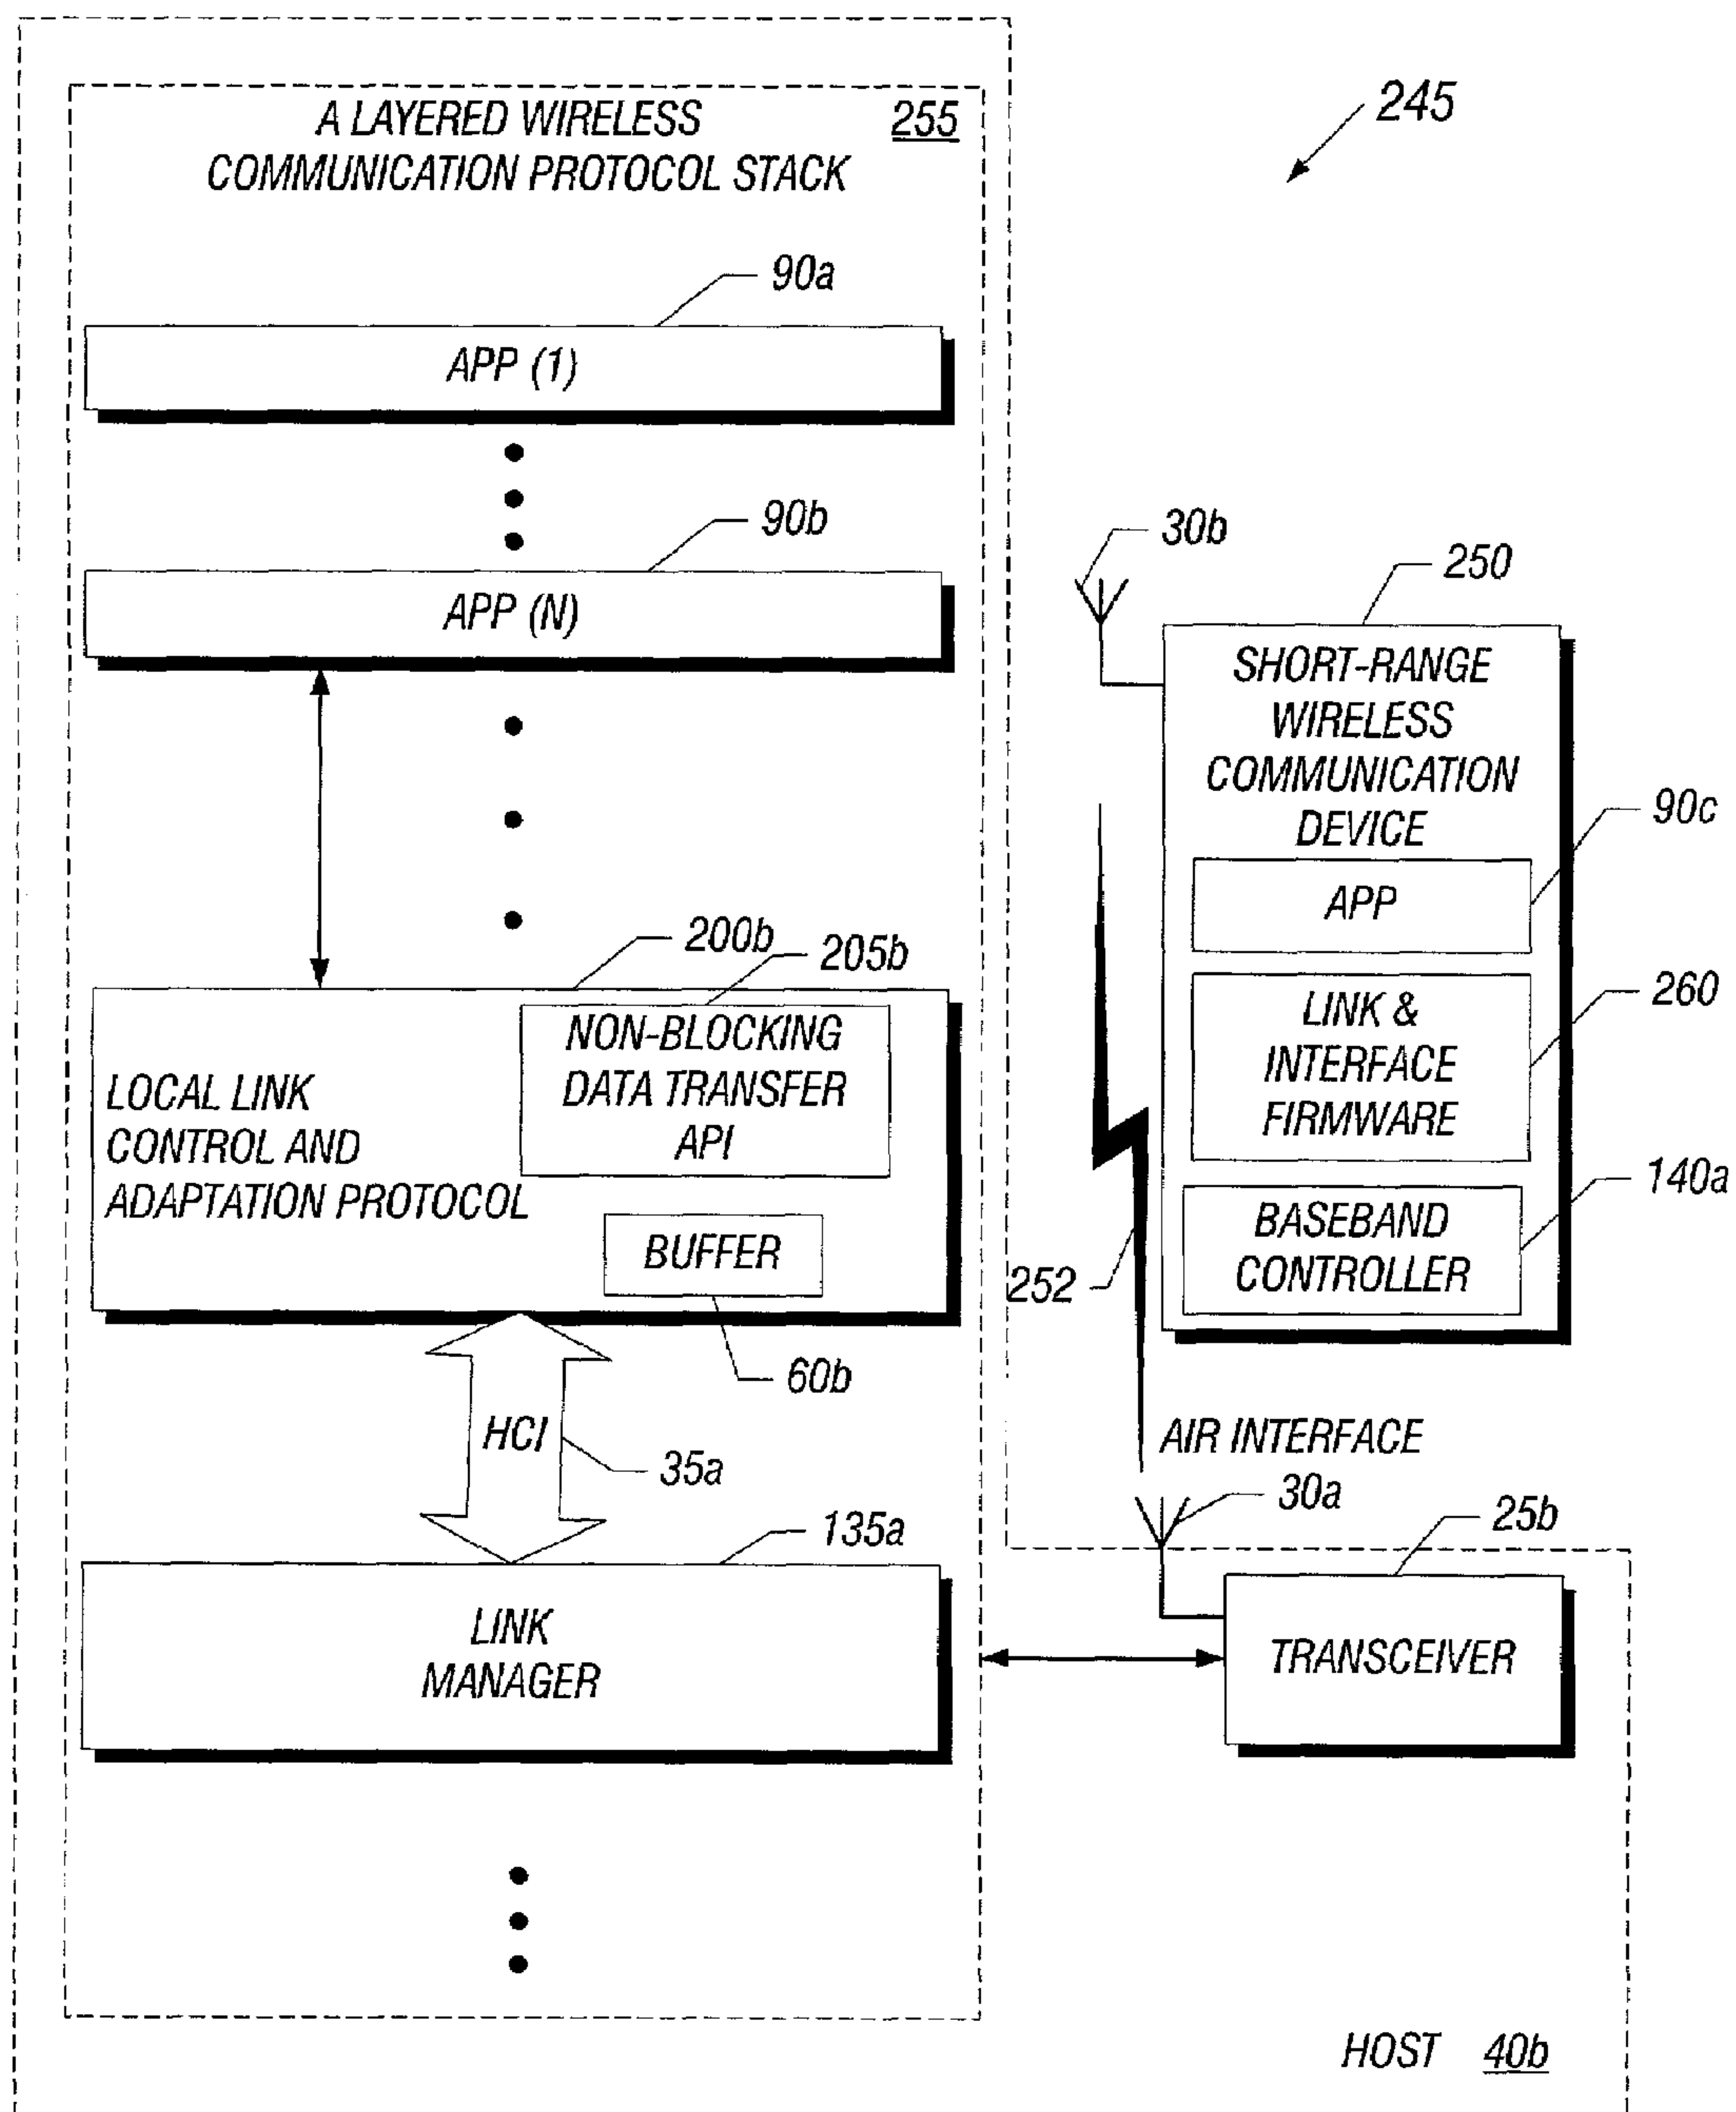 A LAYERED WIRELESS 255
COMMUNICATION PROTOCOL STACK
245
90a
APP (1)
90b
APP (N)
30b
250
SHORT-RANGE
WIRELESS
COMMUNICATION
DEVICE
90c
APP
260
LINK &
INTERFACE
FIRMWARE
140a
BASEBAND
CONTROLLER
200b
205b
NON-BLOCKING
DATA TRANSFER
API
LOCAL LINK
CONTROL AND
ADAPTATION PROTOCOL
BUFFER
60b
252
HCI
35a
AIR INTERFACE
30a
25b
135a
LINK
MANAGER
TRANSCEIVER
HOST 40b